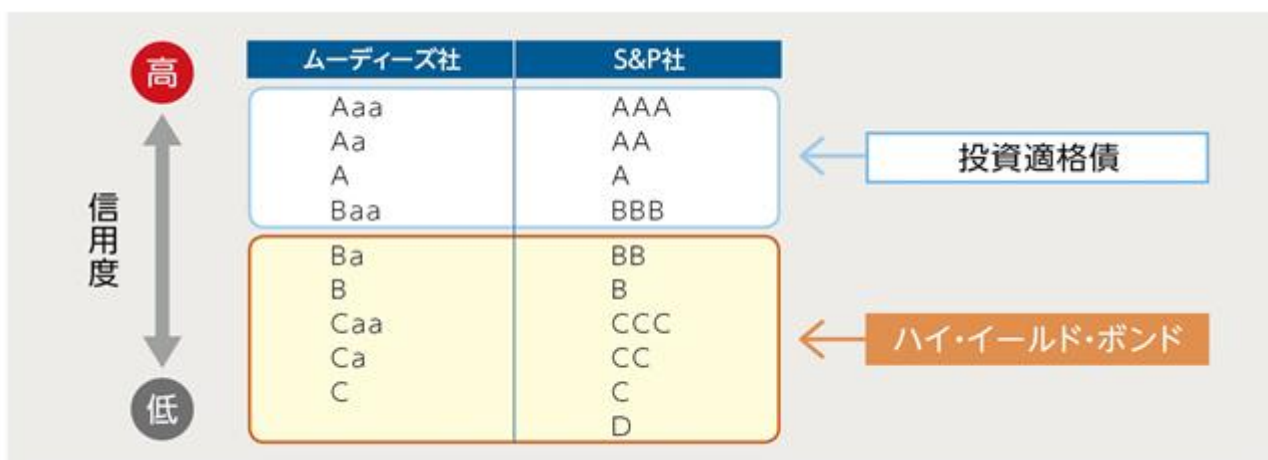 高
信用度
低
ムーディーズ社 S&P社
Aaa AAA
Aa AA
A A
Baa BBB
Ba BB
B B
Caa CCC
Ca CC
C C
D
投資適格債
ハイ・イールド・ボンド